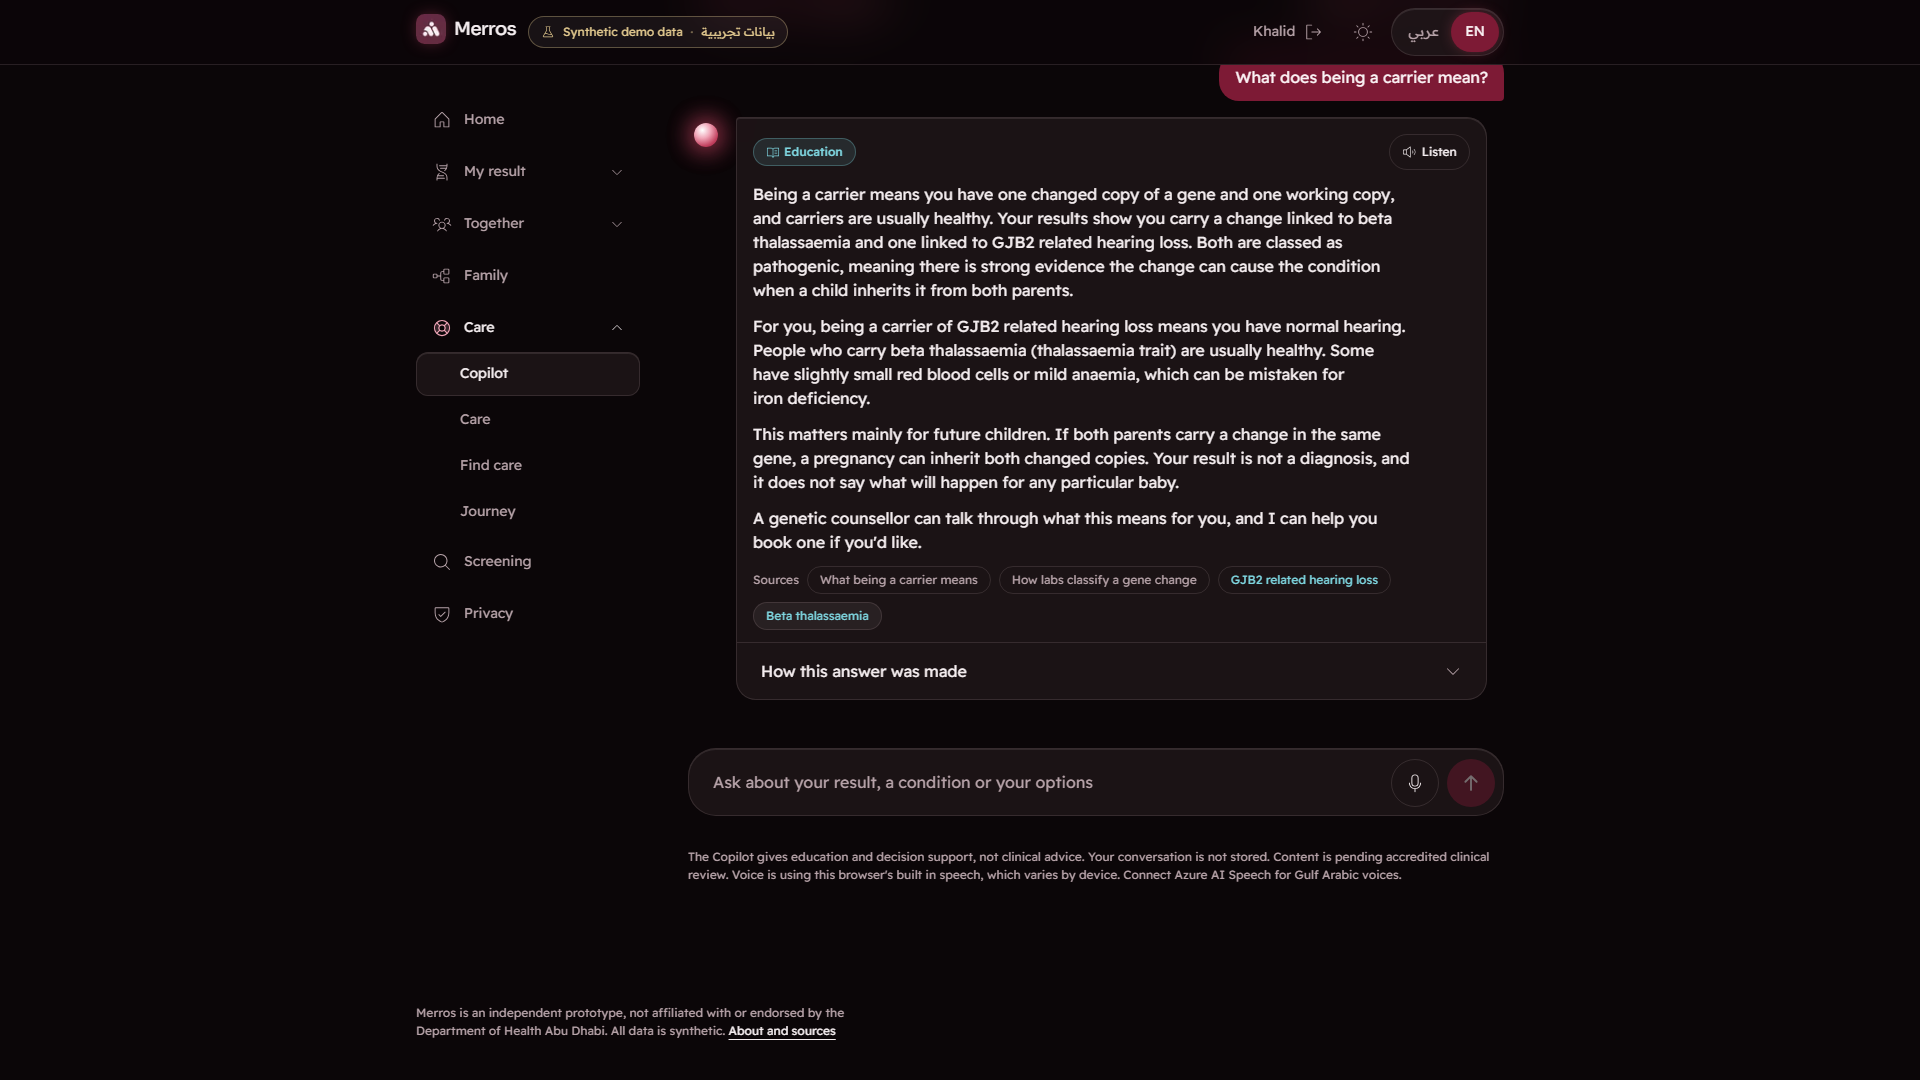 Merros
Synthetic demo data · بيانات تجريبية
Khalid
عربي
EN
What does being a carrier mean?
Home
My result
Together
Family
Care
Copilot
Care
Find care
Journey
Screening
Privacy
Education
Listen
Being a carrier means you have one changed copy of a gene and one working copy,
and carriers are usually healthy. Your results show you carry a change linked to beta
thalassaemia and one linked to GJB2 related hearing loss. Both are classed as
pathogenic, meaning there is strong evidence the change can cause the condition
when a child inherits it from both parents.
For you, being a carrier of GJB2 related hearing loss means you have normal hearing.
People who carry beta thalassaemia (thalassaemia trait) are usually healthy. Some
have slightly small red blood cells or mild anaemia, which can be mistaken for
iron deficiency.
This matters mainly for future children. If both parents carry a change in the same
gene, a pregnancy can inherit both changed copies. Your result is not a diagnosis, and
it does not say what will happen for any particular baby.
A genetic counsellor can talk through what this means for you, and I can help you
book one if you'd like.
Sources What being a carrier means How labs classify a gene change GJB2 related hearing loss
Beta thalassaemia
How this answer was made
Ask about your result, a condition or your options
The Copilot gives education and decision support, not clinical advice. Your conversation is not stored. Content is pending accredited clinical
review. Voice is using this browser's built in speech, which varies by device. Connect Azure AI Speech for Gulf Arabic voices.
Merros is an independent prototype, not affiliated with or endorsed by the
Department of Health Abu Dhabi. All data is synthetic. About and sources